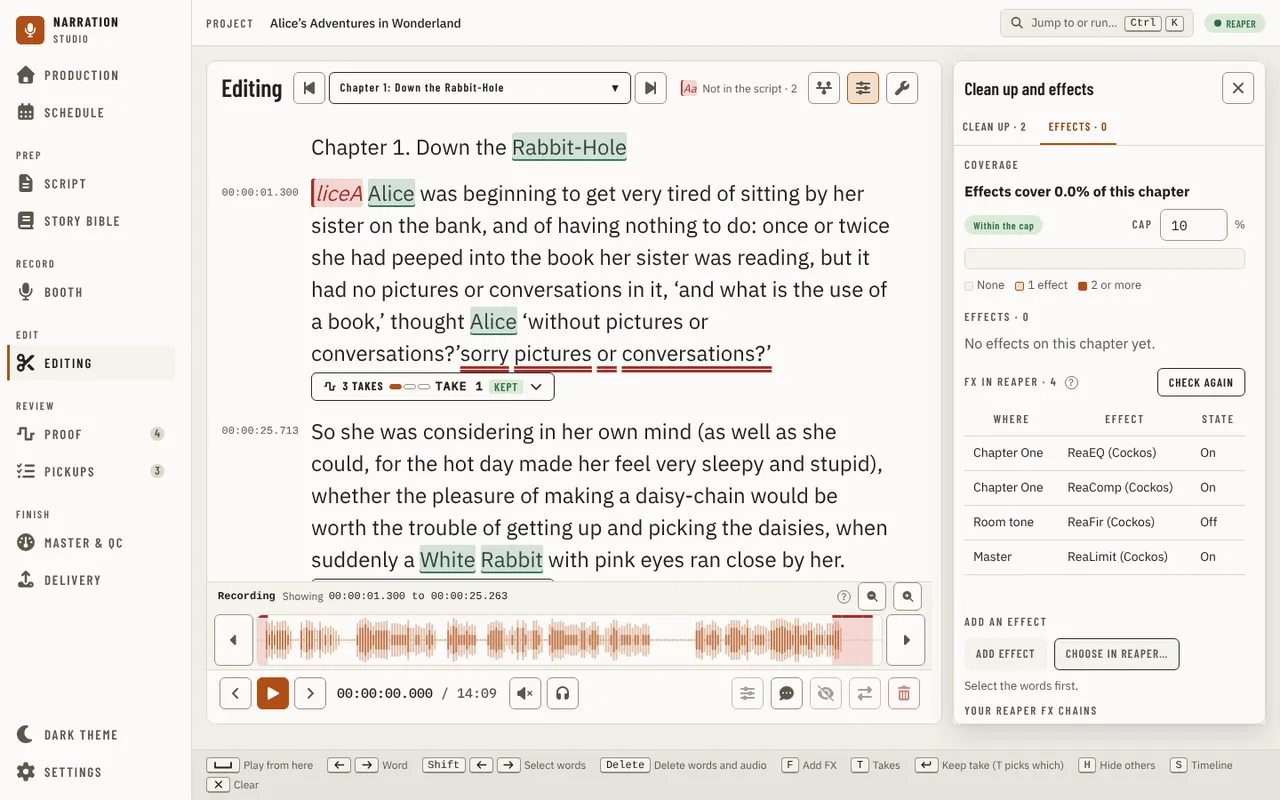 NARRATION
STUDIO
PRODUCTION
SCHEDULE
PREP
SCRIPT
STORY BIBLE
RECORD
BOOTH
EDIT
EDITING
REVIEW
PROOF 4
PICKUPS 3
FINISH
MASTER & QC
DELIVERY
DARK THEME
SETTINGS
PROJECT Alice's Adventures in Wonderland
Jump to or run... Ctrl K
REAPER
Editing
Chapter 1: Down the Rabbit-Hole ▼
Aa Not in the script · 2
Chapter 1. Down the Rabbit-Hole
00:00:01.300
liceA Alice was beginning to get very tired of sitting by her
sister on the bank, and of having nothing to do: once or twice
she had peeped into the book her sister was reading, but it
had no pictures or conversations in it, ‘and what is the use of
a book,’ thought Alice ‘without pictures or
conversations?’sorry pictures or conversations?’
3 TAKES TAKE 1 KEPT
00:00:25.713
So she was considering in her own mind (as well as she
could, for the hot day made her feel very sleepy and stupid),
whether the pleasure of making a daisy-chain would be
worth the trouble of getting up and picking the daisies, when
suddenly a White Rabbit with pink eyes ran close by her.
Recording Showing 00:00:01.300 to 00:00:25.263 ?
00:00:00.000 / 14:09
Clean up and effects
CLEAN UP · 2 EFFECTS · 0
COVERAGE
Effects cover 0.0% of this chapter
Within the cap CAP 10 %
None 1 effect 2 or more
EFFECTS · 0
No effects on this chapter yet.
FX IN REAPER · 4 ? CHECK AGAIN
WHERE EFFECT STATE
Chapter One ReaEQ (Cockos) On
Chapter One ReaComp (Cockos) On
Room tone ReaFir (Cockos) Off
Master ReaLimit (Cockos) On
ADD AN EFFECT
ADD EFFECT CHOOSE IN REAPER...
Select the words first.
YOUR REAPER FX CHAINS
Play from here ← → Word Shift ← → Select words Delete Delete words and audio F Add FX T Takes ↵ Keep take (T picks which) H Hide others S Timeline
✕ Clear